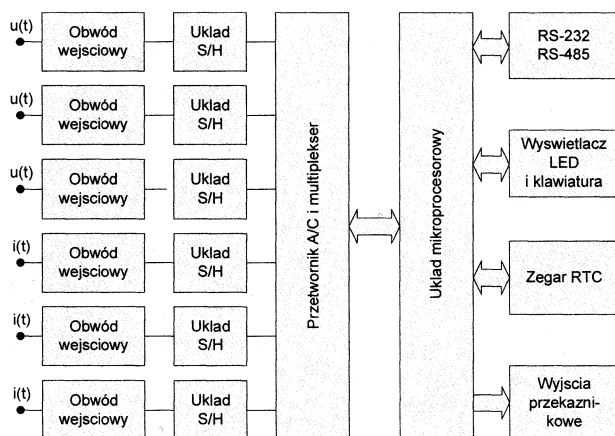 u(t)
Obwód
wejsciowy
Uklad
S/H
u(t)
Obwód
wejsciowy
Uklad
S/H
u(t)
Obwód
wejsciowy
Uklad
S/H
i(t)
Obwód
wejsciowy
Uklad
S/H
i(t)
Obwód
wejsciowy
Uklad
S/H
i(t)
Obwód
wejsciowy
Uklad
S/H
Przetwornik A/C i multiplekser
Uklad mikroprocesorowy
RS-232
RS-485
Wyswietlacz
LED
i klawiatura
Zegar RTC
Wyjscia
przekazni-
kowe